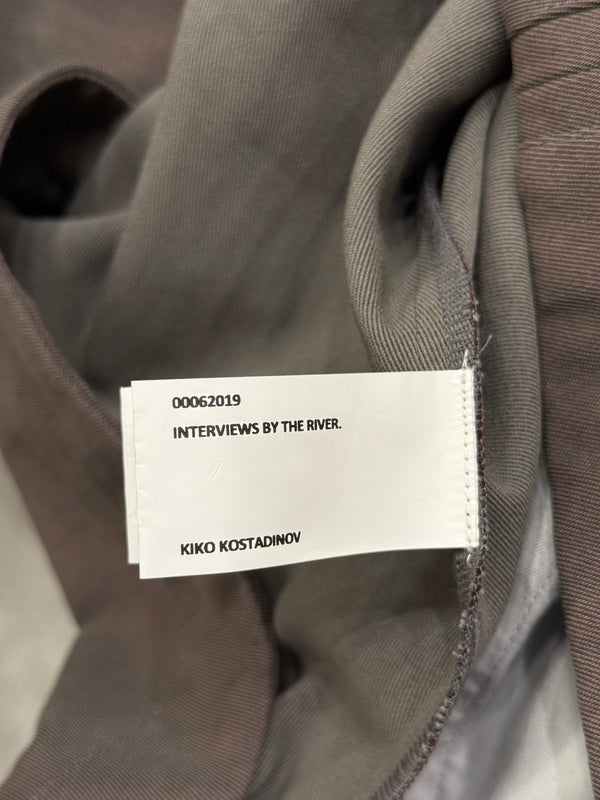 00062019
INTERVIEWS BY THE RIVER.
KIKO KOSTADINOV